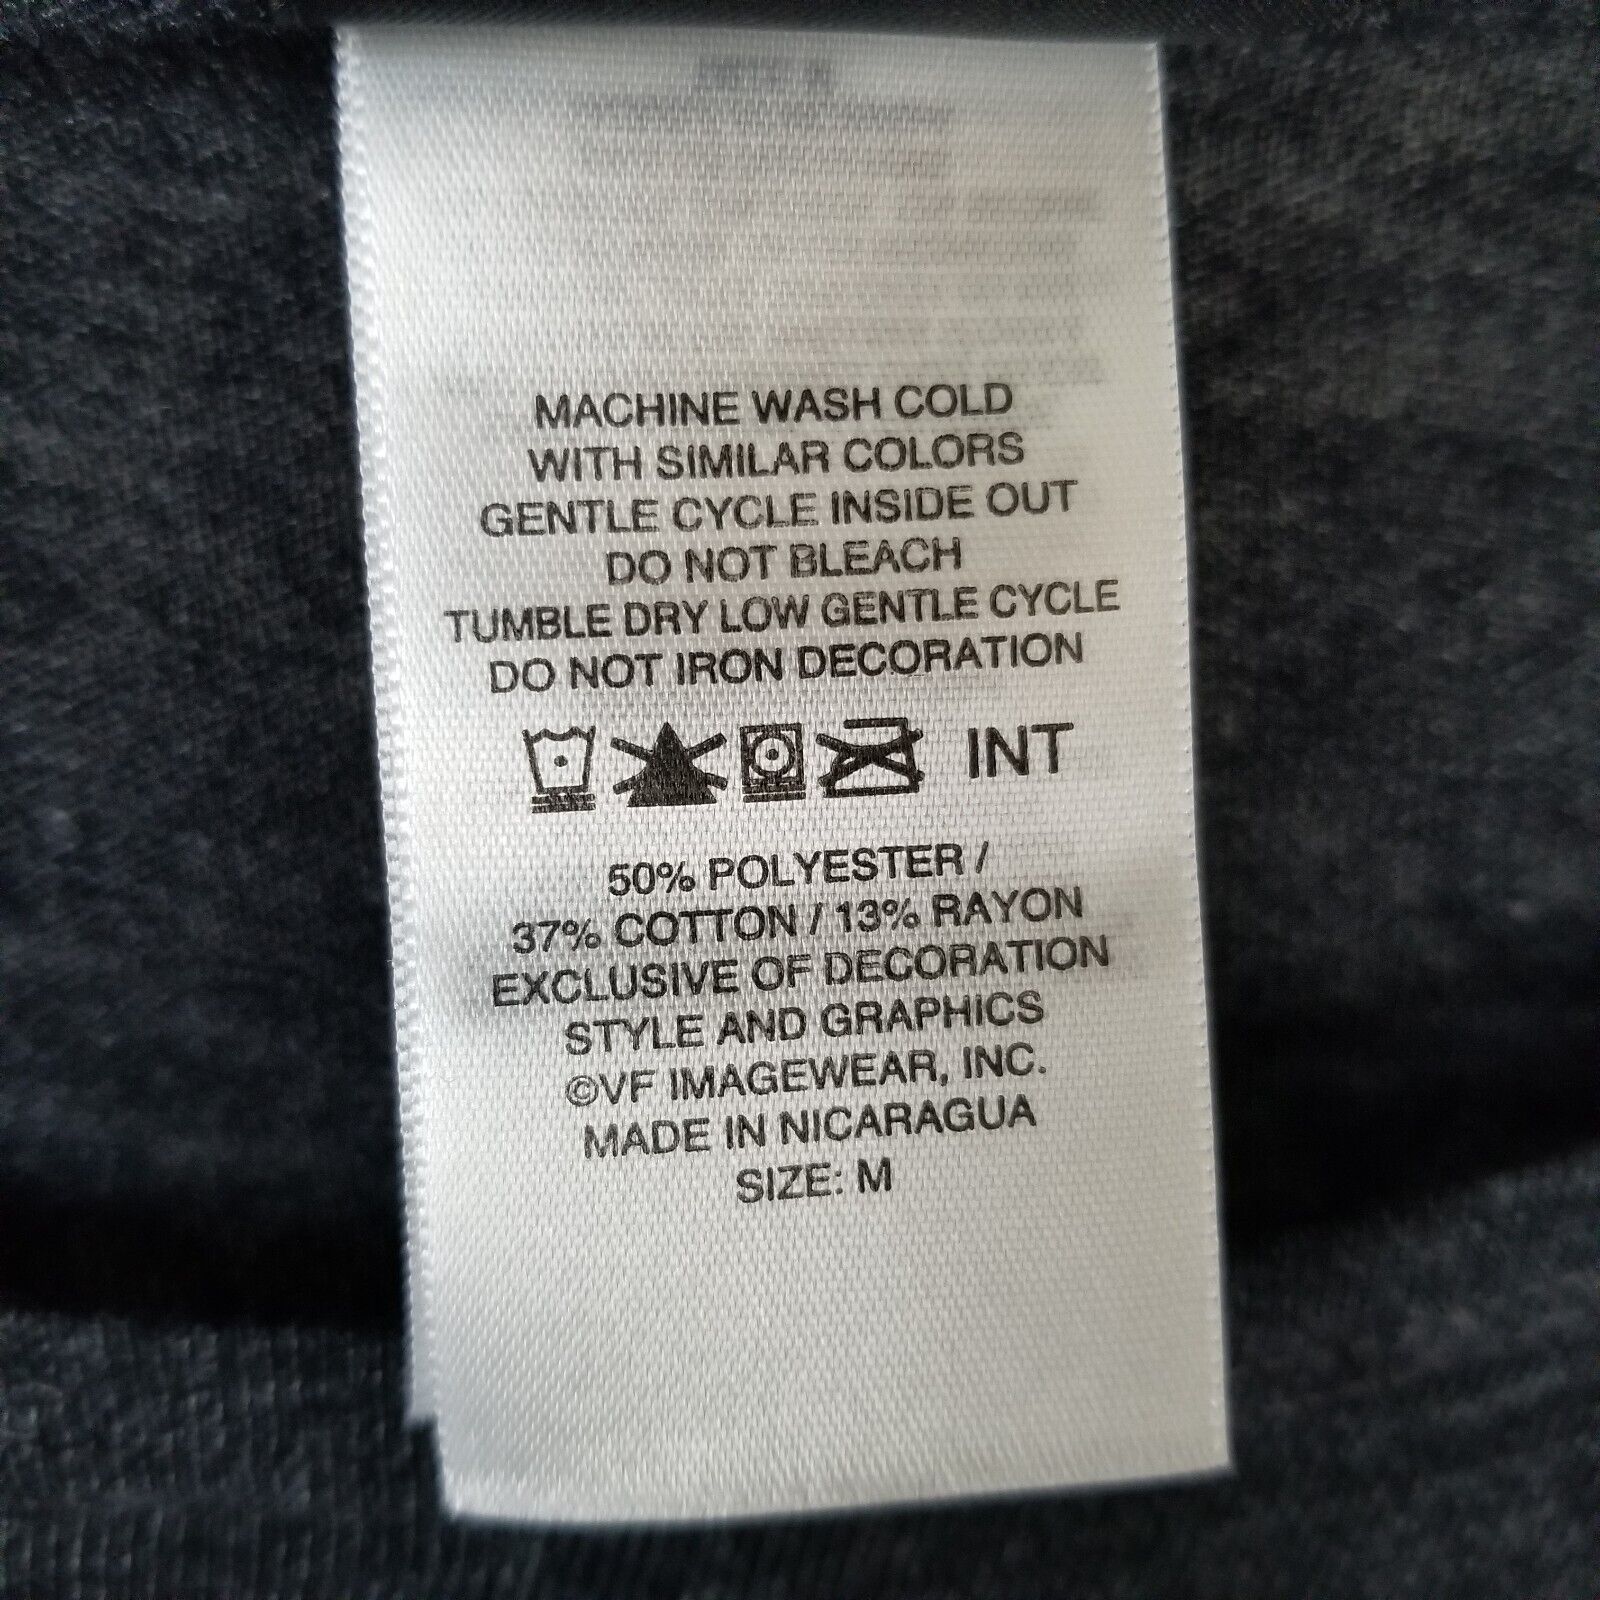 MACHINE WASH COLD
WITH SIMILAR COLORS
GENTLE CYCLE INSIDE OUT
DO NOT BLEACH
TUMBLE DRY LOW GENTLE CYCLE
DO NOT IRON DECORATION
INT
50% POLYESTER /
37% COTTON / 13% RAYON
EXCLUSIVE OF DECORATION
STYLE AND GRAPHICS
©VF IMAGEWEAR, INC.
MADE IN NICARAGUA
SIZE: M